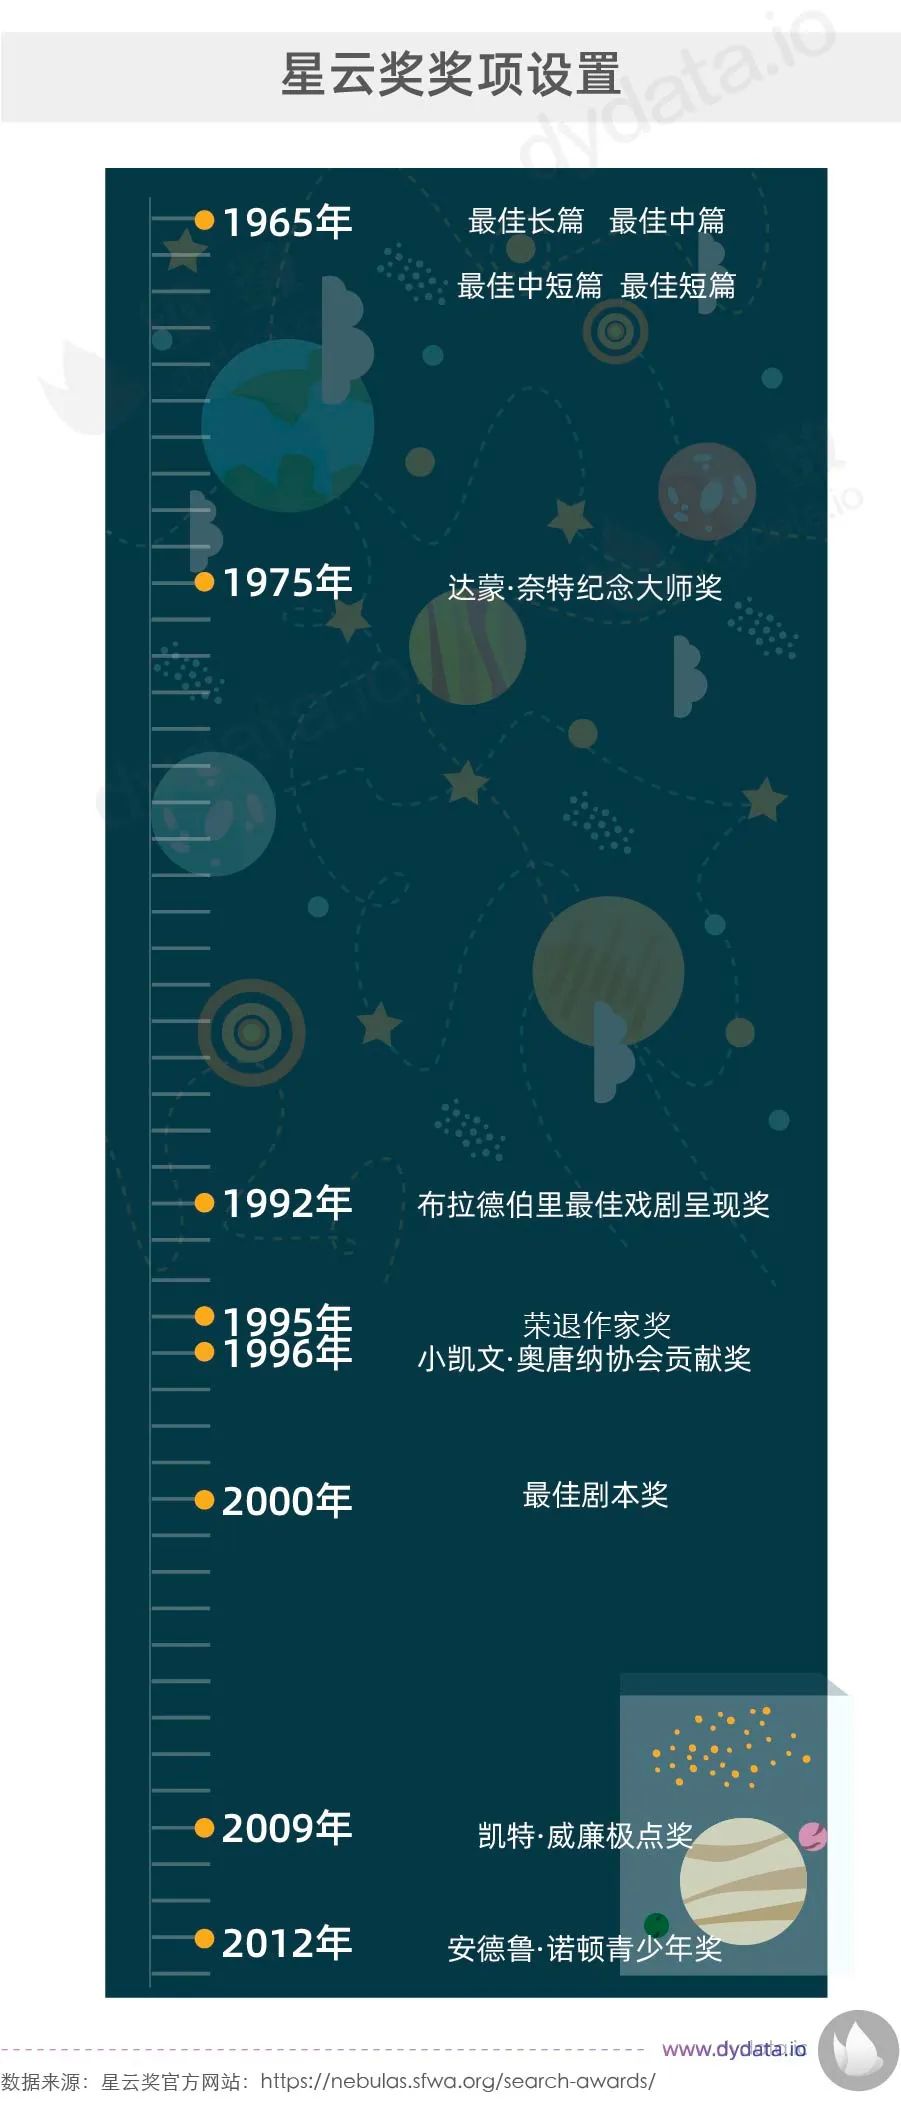 星云奖奖项设置
dydata.io
1965年 最佳长篇 最佳中篇
最佳中短篇 最佳短篇
dydata.io
1975年 达蒙·奈特纪念大师奖
dydata.io
1992年 布拉德伯里最佳戏剧呈现奖
1995年 荣退作家奖
1996年 小凯文·奥唐纳协会贡献奖
2000年 最佳剧本奖
2009年 凯特·威廉极点奖
2012年 安德鲁·诺顿青少年奖
www.dydata.io
数据来源：星云奖官方网站：https://nebulas.sfwa.org/search-awards/